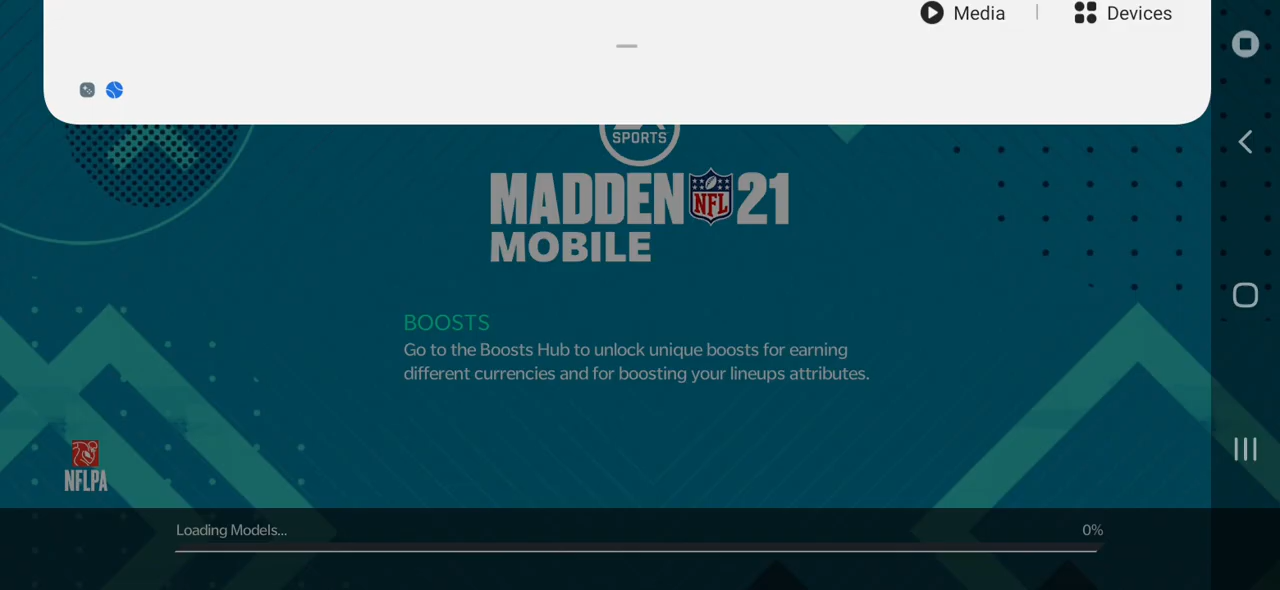 Media
Devices
EA
SPORTS
MADDEN NFL 21
MOBILE
BOOSTS
Go to the Boosts Hub to unlock unique boosts for earning
different currencies and for boosting your lineups attributes.
NFLPA
Loading Models...
0%